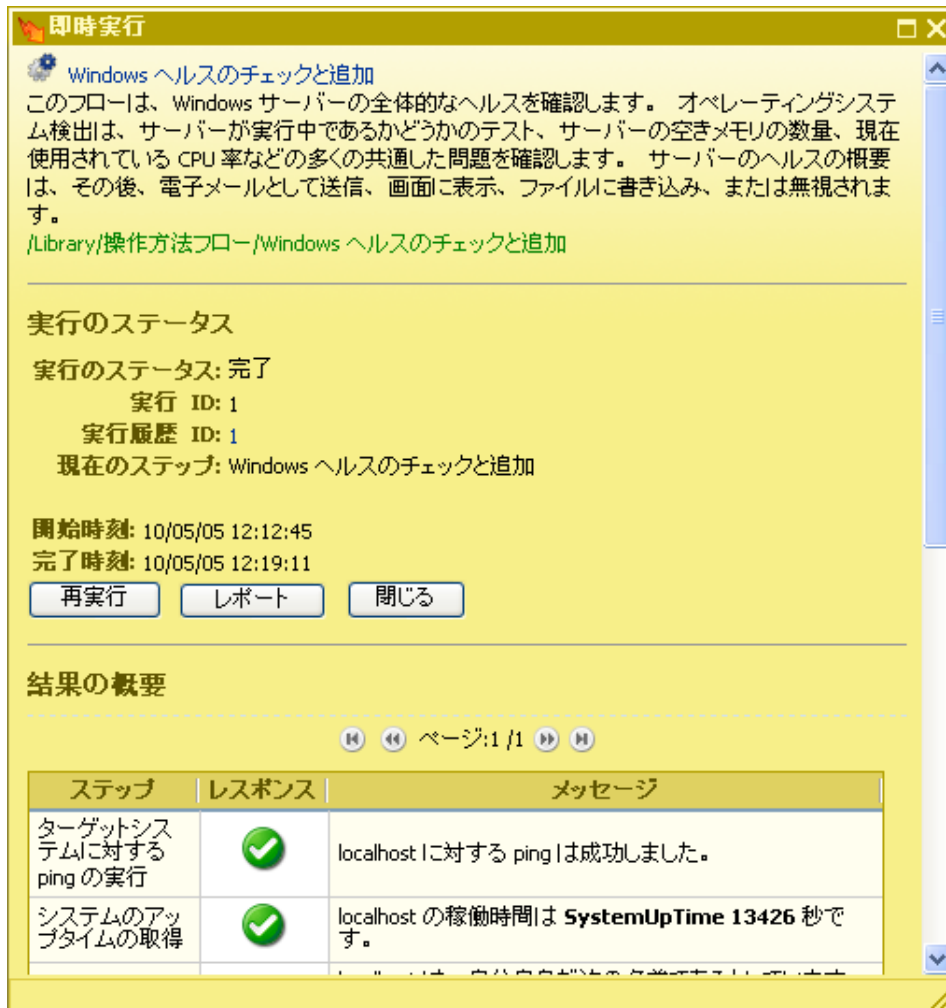 即時実行
Windows ヘルスのチェックと追加
このフローは、Windows サーバーの全体的なヘルスを確認します。 オペレーティングシステ
ム検出は、サーバーが実行中であるかどうかのテスト、サーバーの空きメモリの数量、現在
使用されている CPU 率などの多くの共通した問題を確認します。 サーバーのヘルスの概要
は、その後、電子メールとして送信、画面に表示、ファイルに書き込み、または無視されま
す。
/Library/操作方法フロー/Windows ヘルスのチェックと追加
実行のステータス
実行のステータス: 完了
実行 ID: 1
実行履歴 ID: 1
現在のステップ: Windows ヘルスのチェックと追加
開始時刻: 10/05/05 12:12:45
完了時刻: 10/05/05 12:19:11
再実行 レポート 閉じる
結果の概要
ページ:1 /1
ステップ レスポンス メッセージ
ターゲットシス
テムに対する
ping の実行
localhost に対する ping は成功しました。
システムのアッ
プタイムの取得
localhost の稼働時間は SystemUpTime 13426 秒で
す。